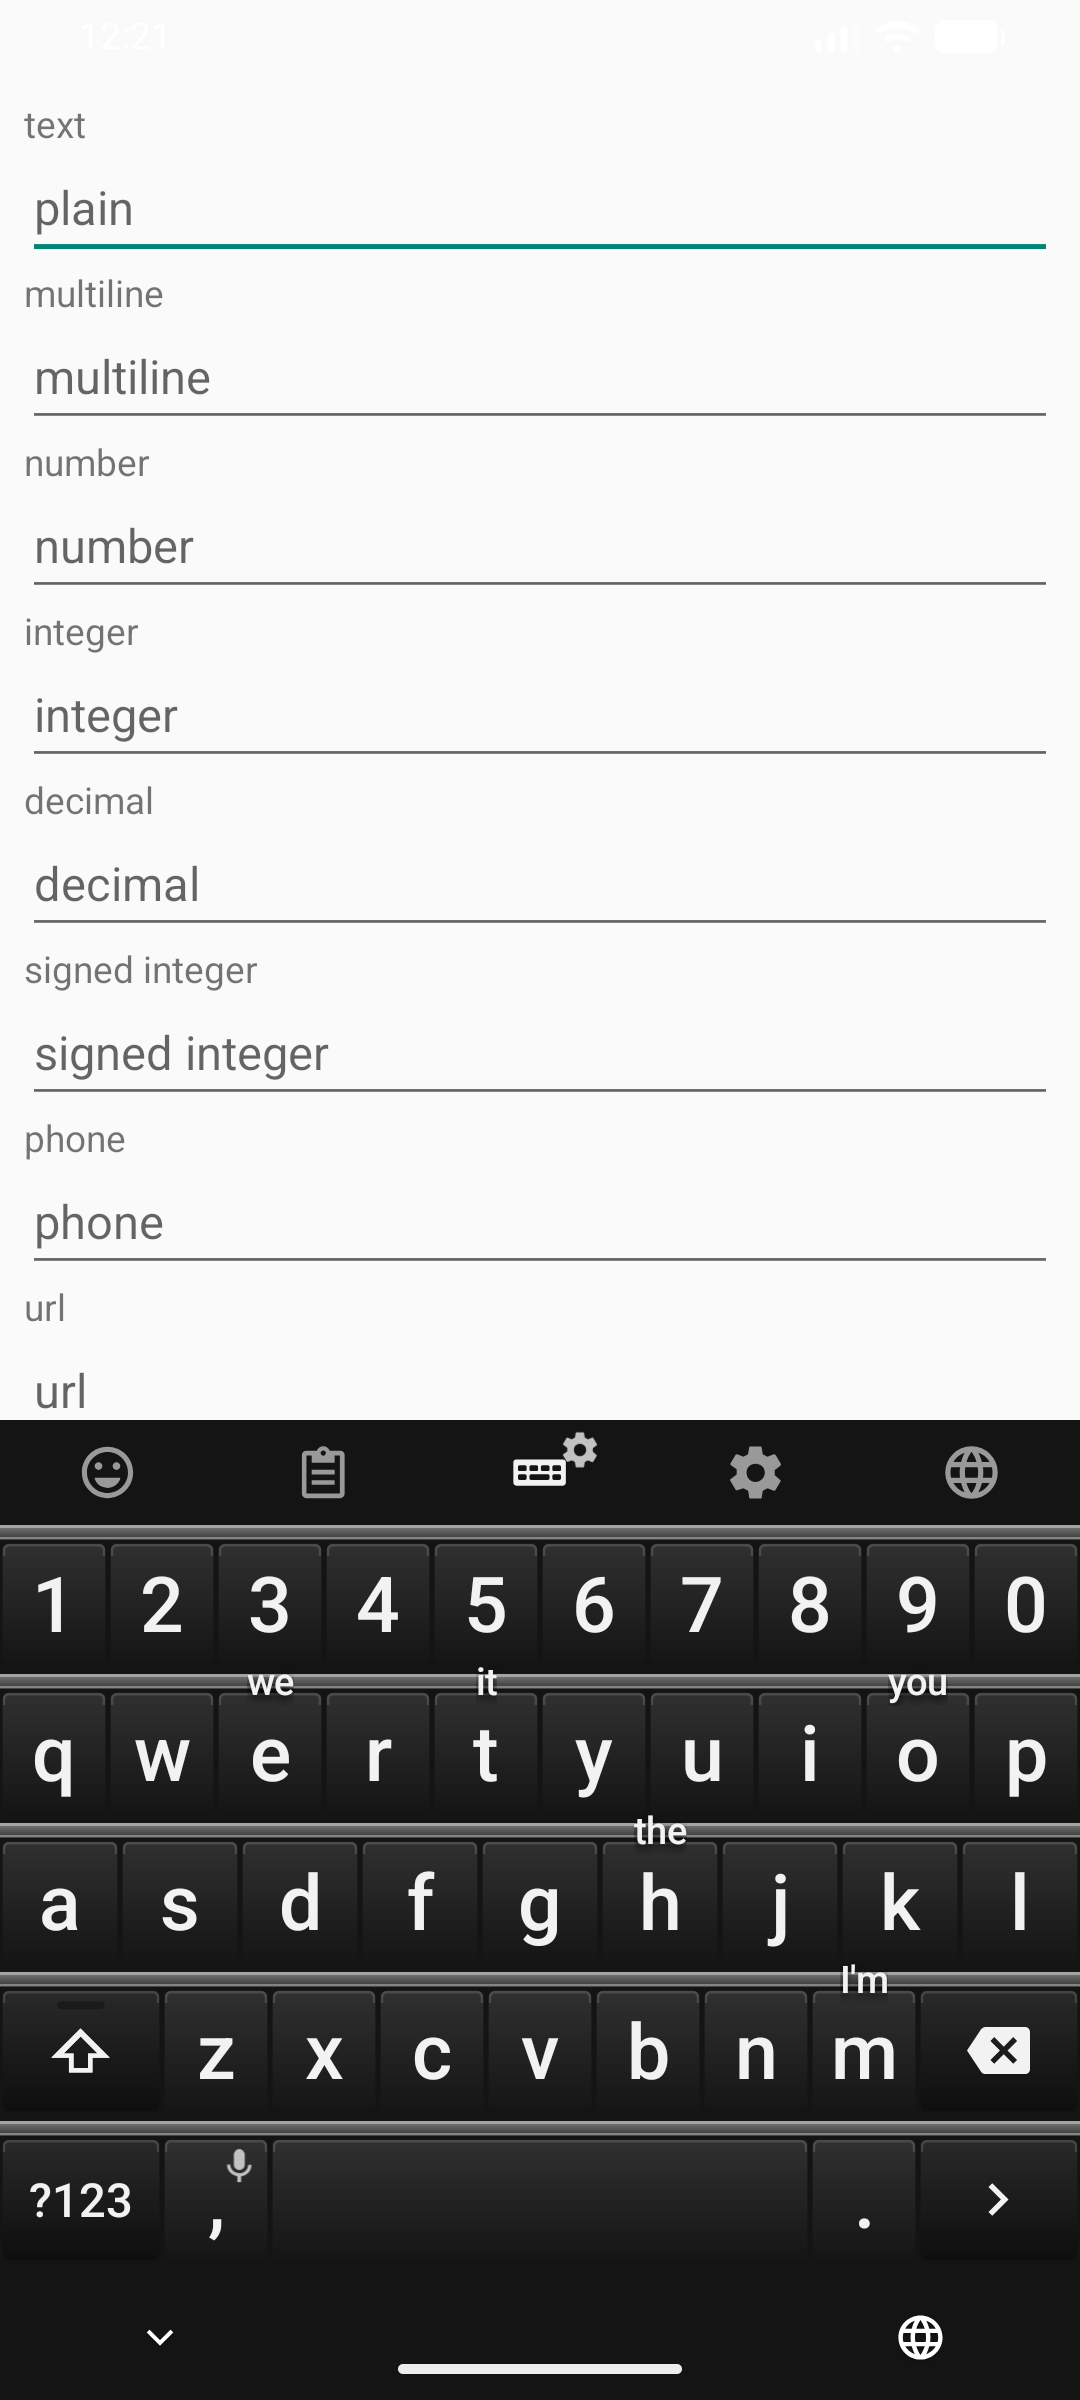 12:21
text
plain
multiline
multiline
number
number
integer
integer
decimal
decimal
signed integer
signed integer
phone
phone
url
url
1 2 3 4 5 6 7 8 9 0
we it you
q w e r t y u i o p
the
a s d f g h j k l
I'm
z x c v b n m
?123 , .